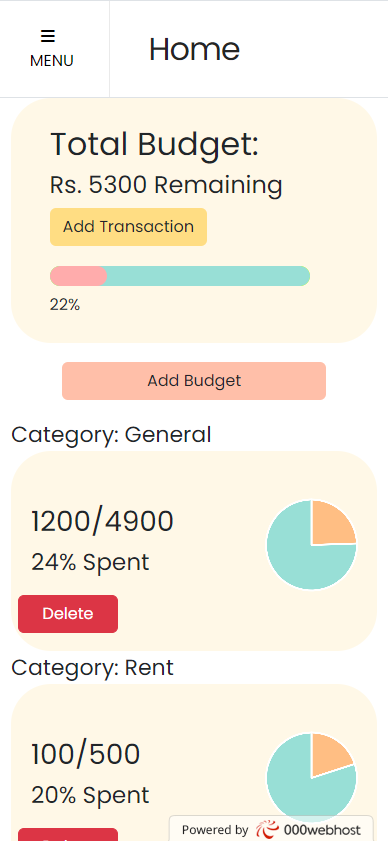 MENU
Home
Total Budget:
Rs. 5300 Remaining
Add Transaction
22%
Add Budget
Category: General
1200/4900
24% Spent
Delete
Category: Rent
100/500
20% Spent
Powered by 000webhost